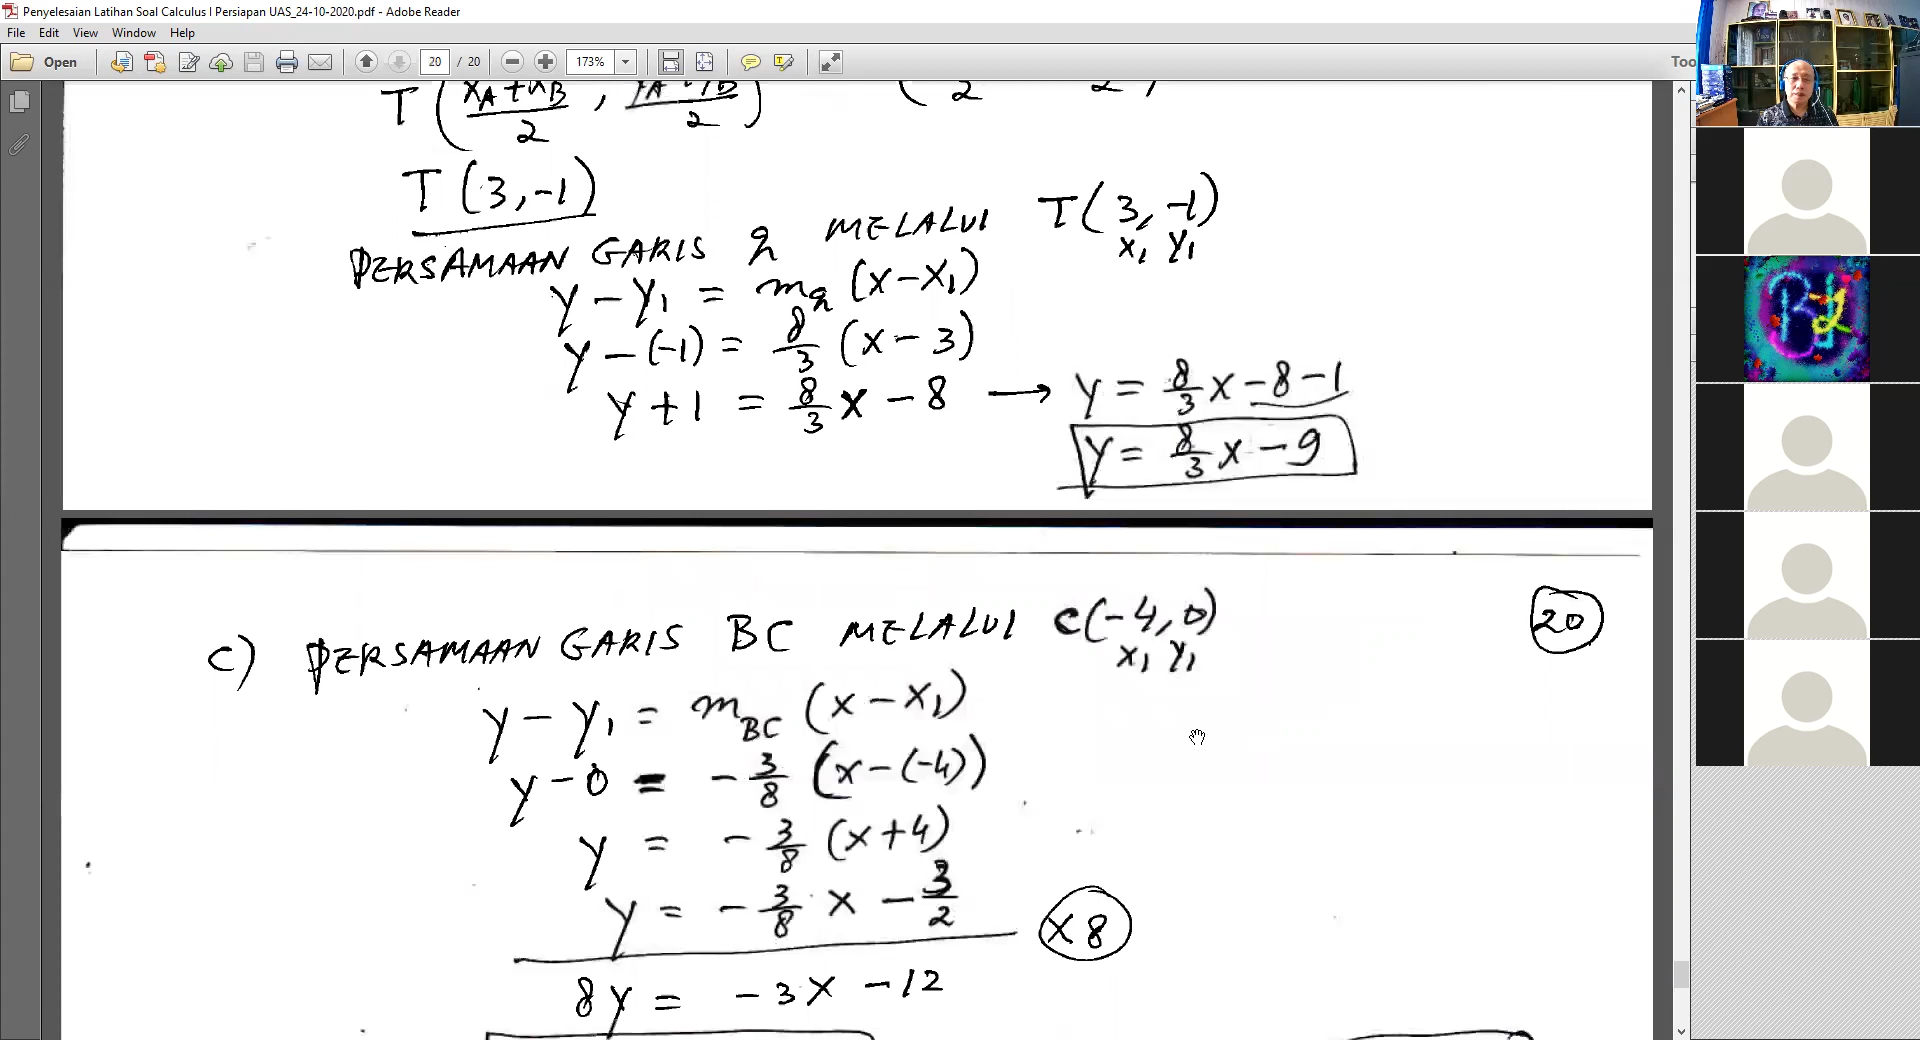 Penyelesaian Latihan Soal Calculus I Persiapan UAS_24-10-2020.pdf - Adobe Reader
File Edit View Window Help
Open 20 / 20 173% Too
T(3,-1)
PERSAMAAN GARIS g MELALUI T(3,-1)
x₁ y₁
y - y₁ = m_g (x-x₁)
y-(-1) = 8/3 (x-3)
y+1 = 8/3 x - 8 → y = 8/3 x - 8 - 1
y = 8/3 x - 9
20
c) PERSAMAAN GARIS BC MELALUI C(-4,0)
x₁ y₁
y - y₁ = m_BC (x - x₁)
y - 0 = - 3/8 (x-(-4))
y = - 3/8 (x+4)
y = - 3/8 x - 3/2 ×8
8y = -3x - 12